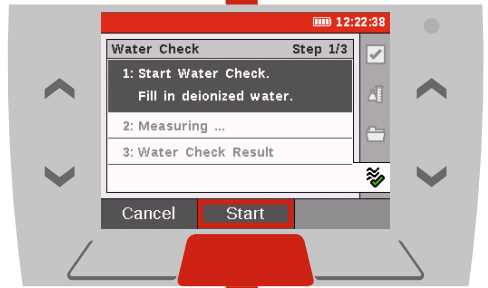 12:22:38
Water Check Step 1/3
1: Start Water Check.
Fill in deionized water.
2: Measuring ...
3: Water Check Result
Cancel Start